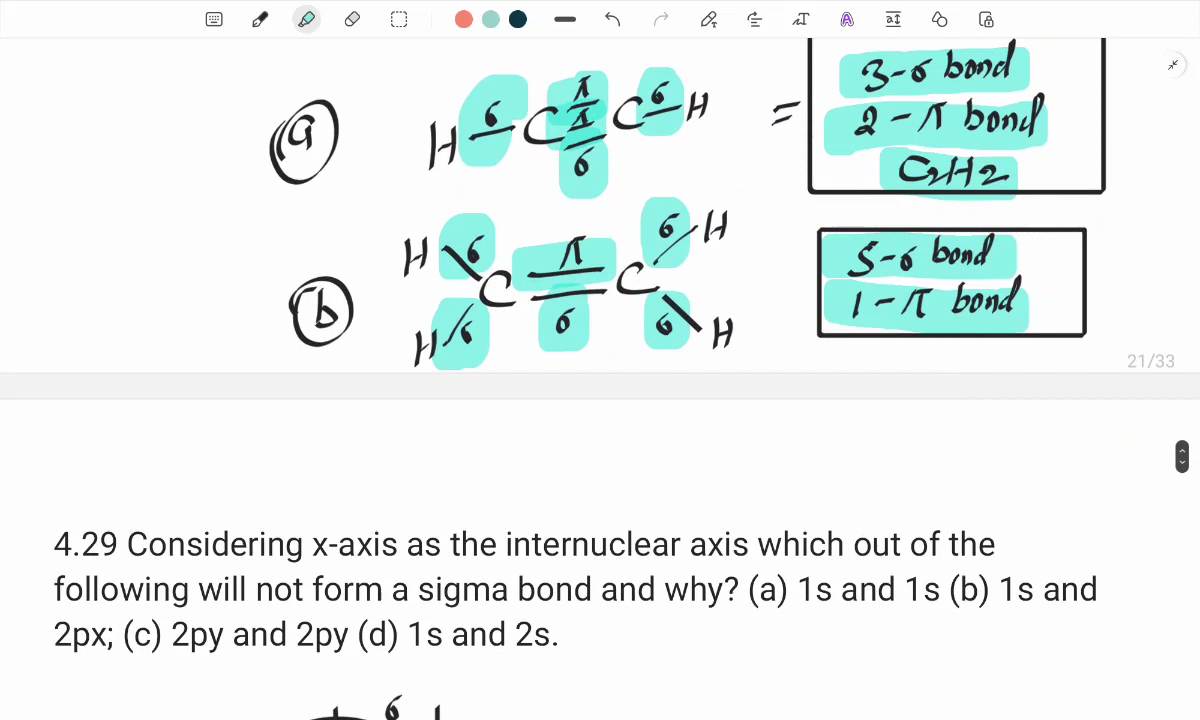 3-σ bond
(a) H σ C π π σ C σ H = 2-π bond
C2H2
H σ C π σ C σ H 5-σ bond
(b) H σ σ H 1-π bond
21/33
4.29 Considering x-axis as the internuclear axis which out of the
following will not form a sigma bond and why? (a) 1s and 1s (b) 1s and
2px; (c) 2py and 2py (d) 1s and 2s.
σ